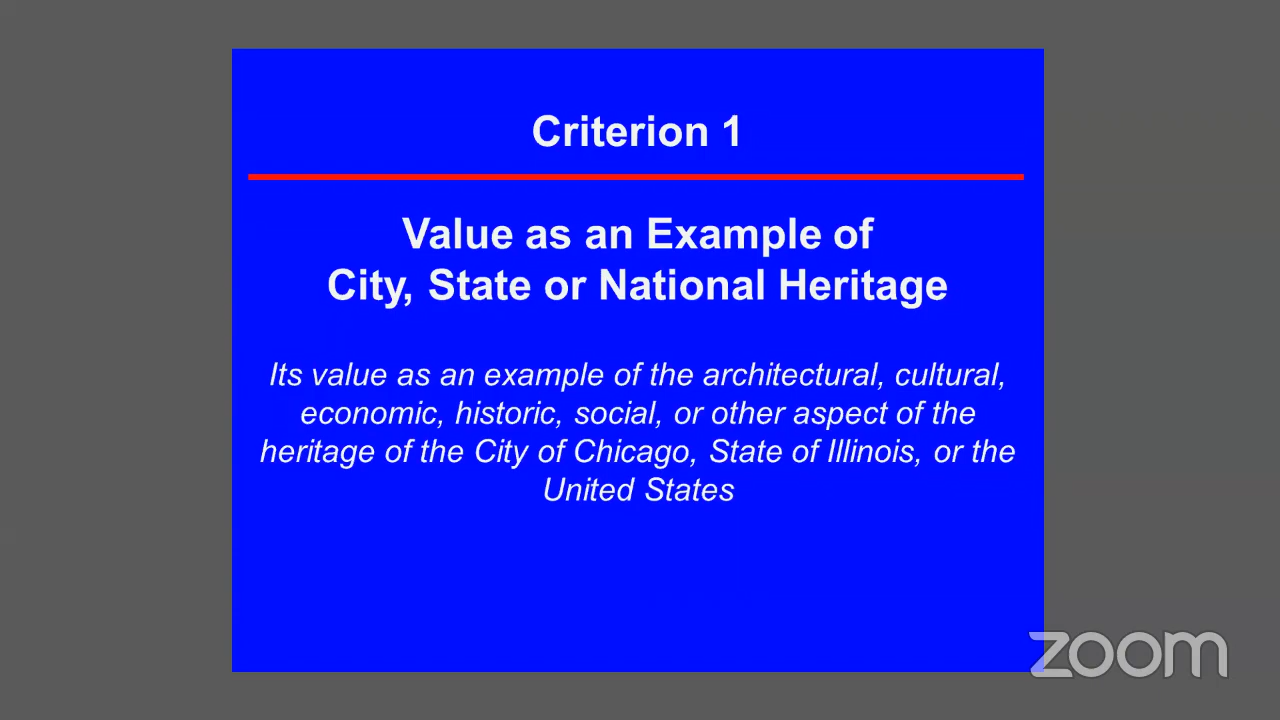 Criterion 1
Value as an Example of
City, State or National Heritage
Its value as an example of the architectural, cultural,
economic, historic, social, or other aspect of the
heritage of the City of Chicago, State of Illinois, or the
United States
zoom